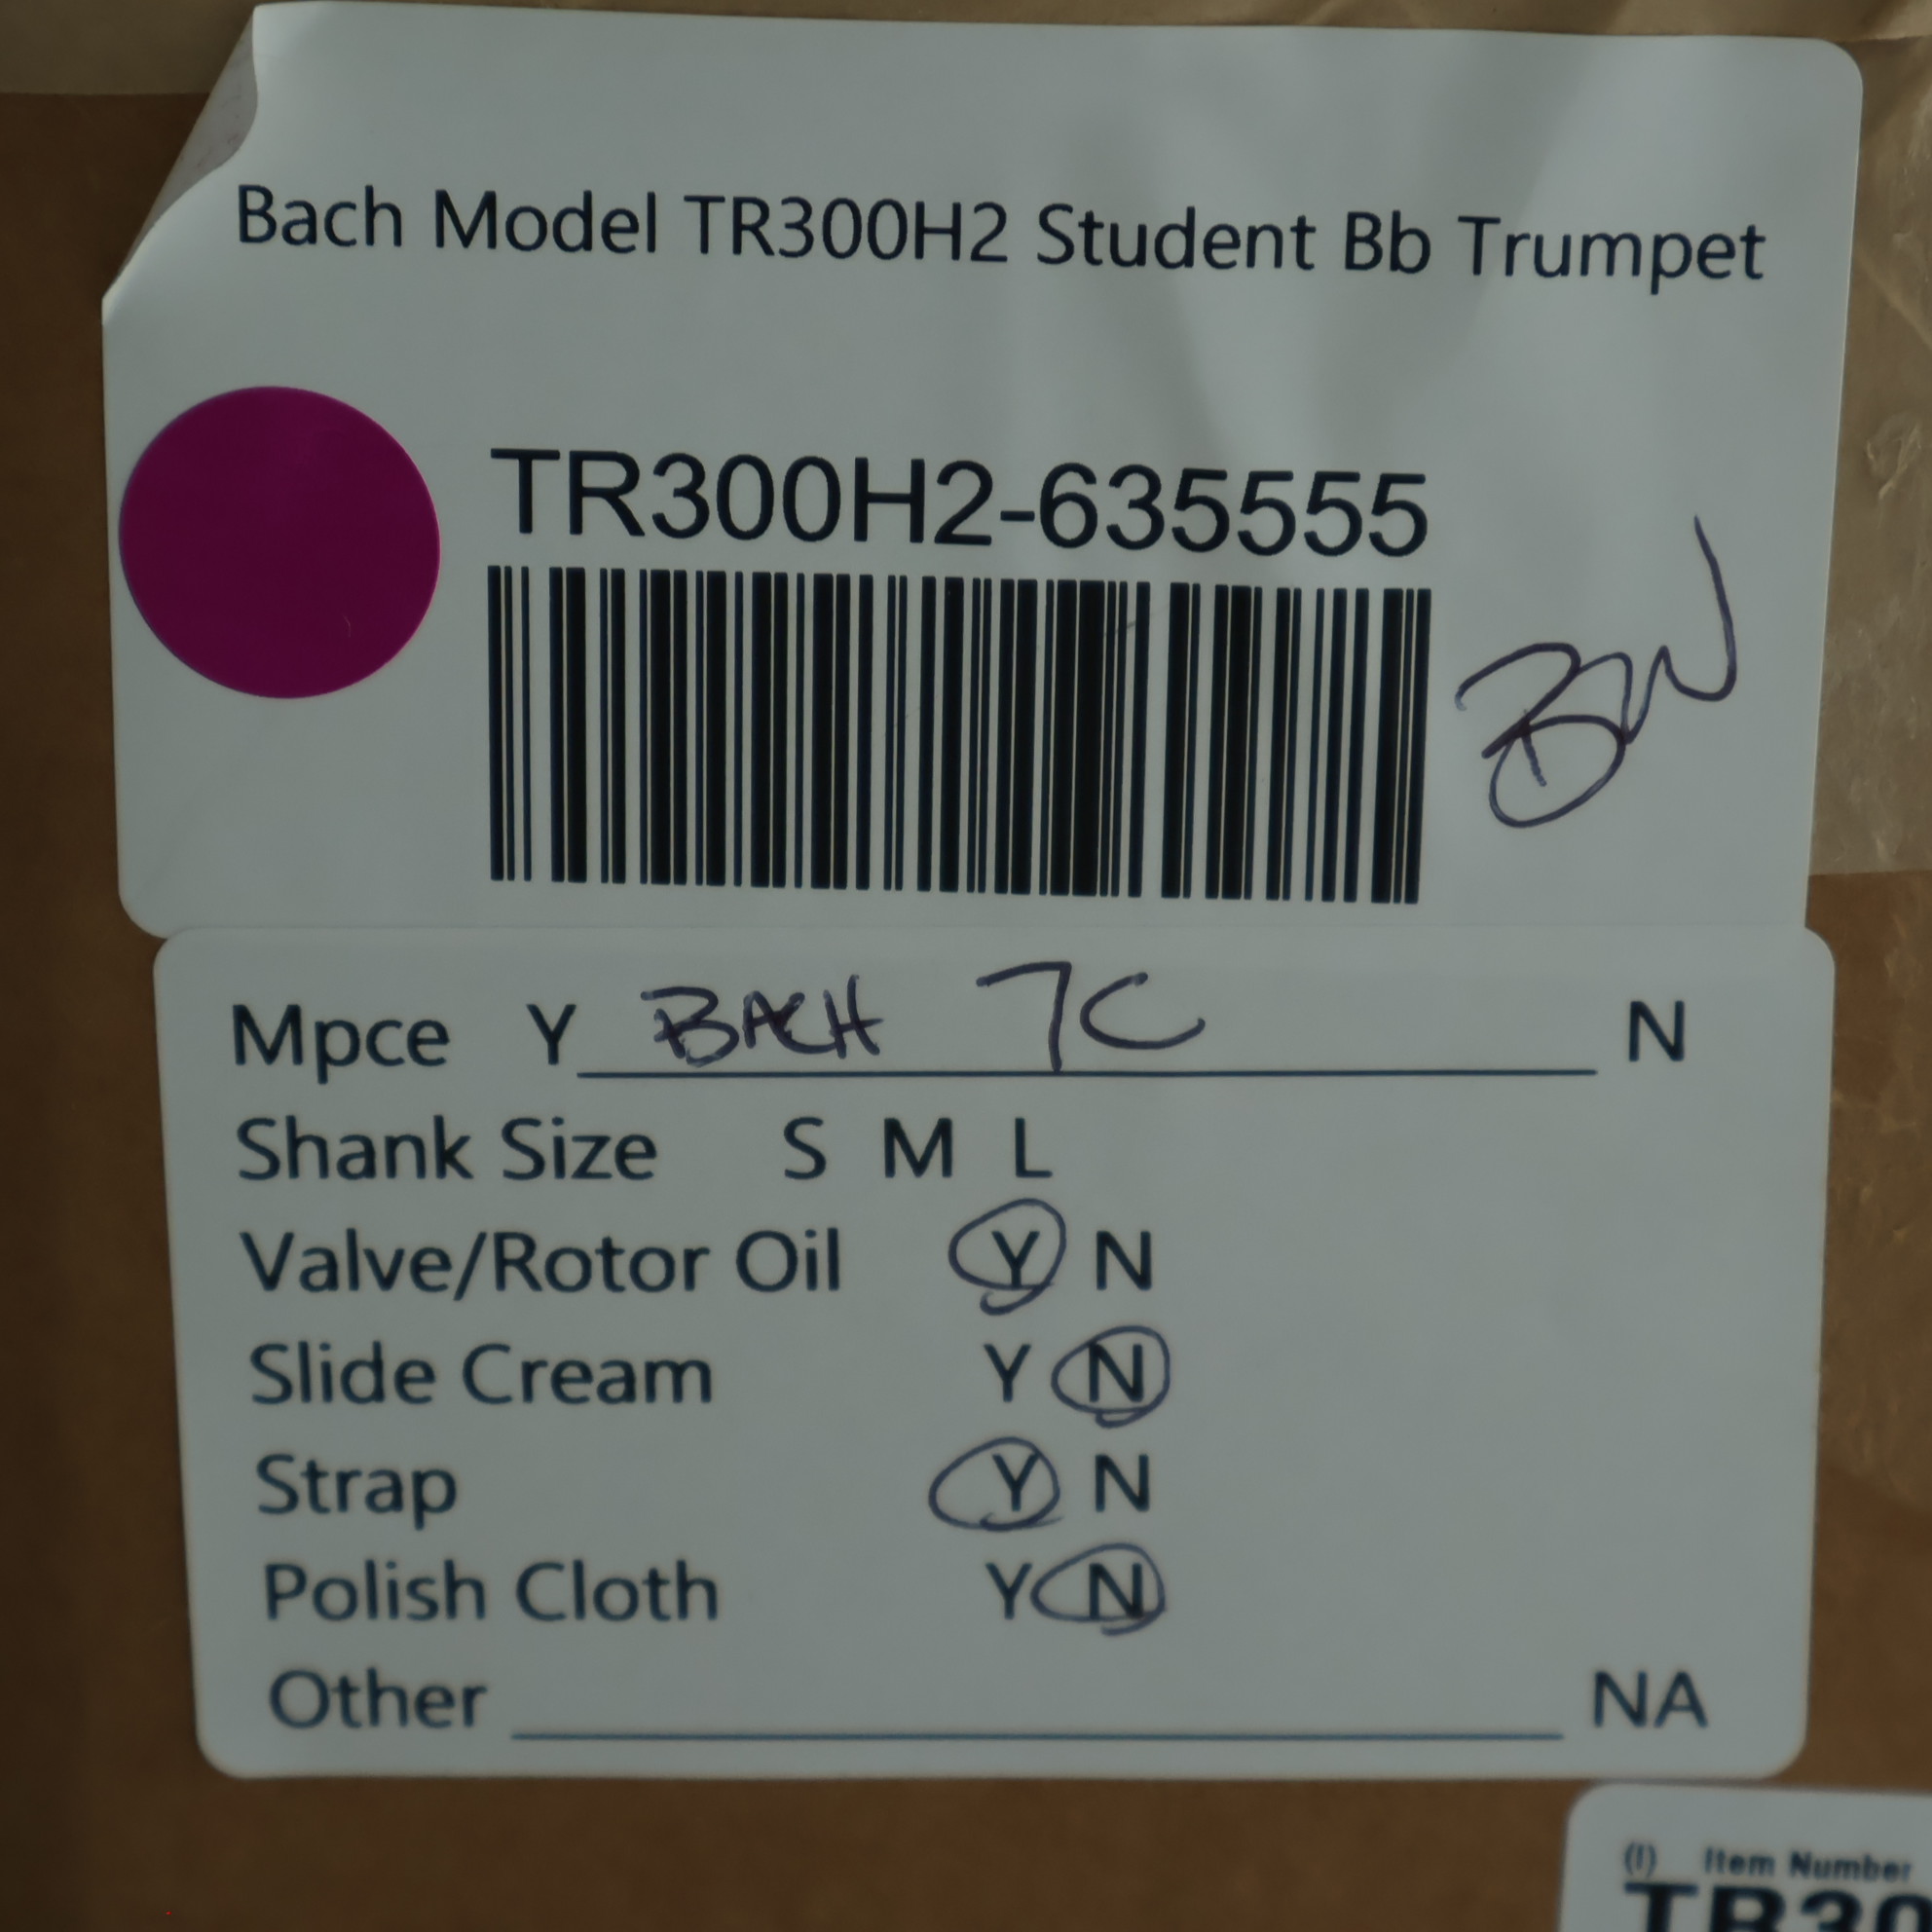 Bach Model TR300H2 Student Bb Trumpet
TR300H2-635555
BW
Mpce Y BACH 7C N
Shank Size S M L
Valve/Rotor Oil Y N
Slide Cream Y N
Strap Y N
Polish Cloth Y N
Other NA
(I) Item Number
TR30